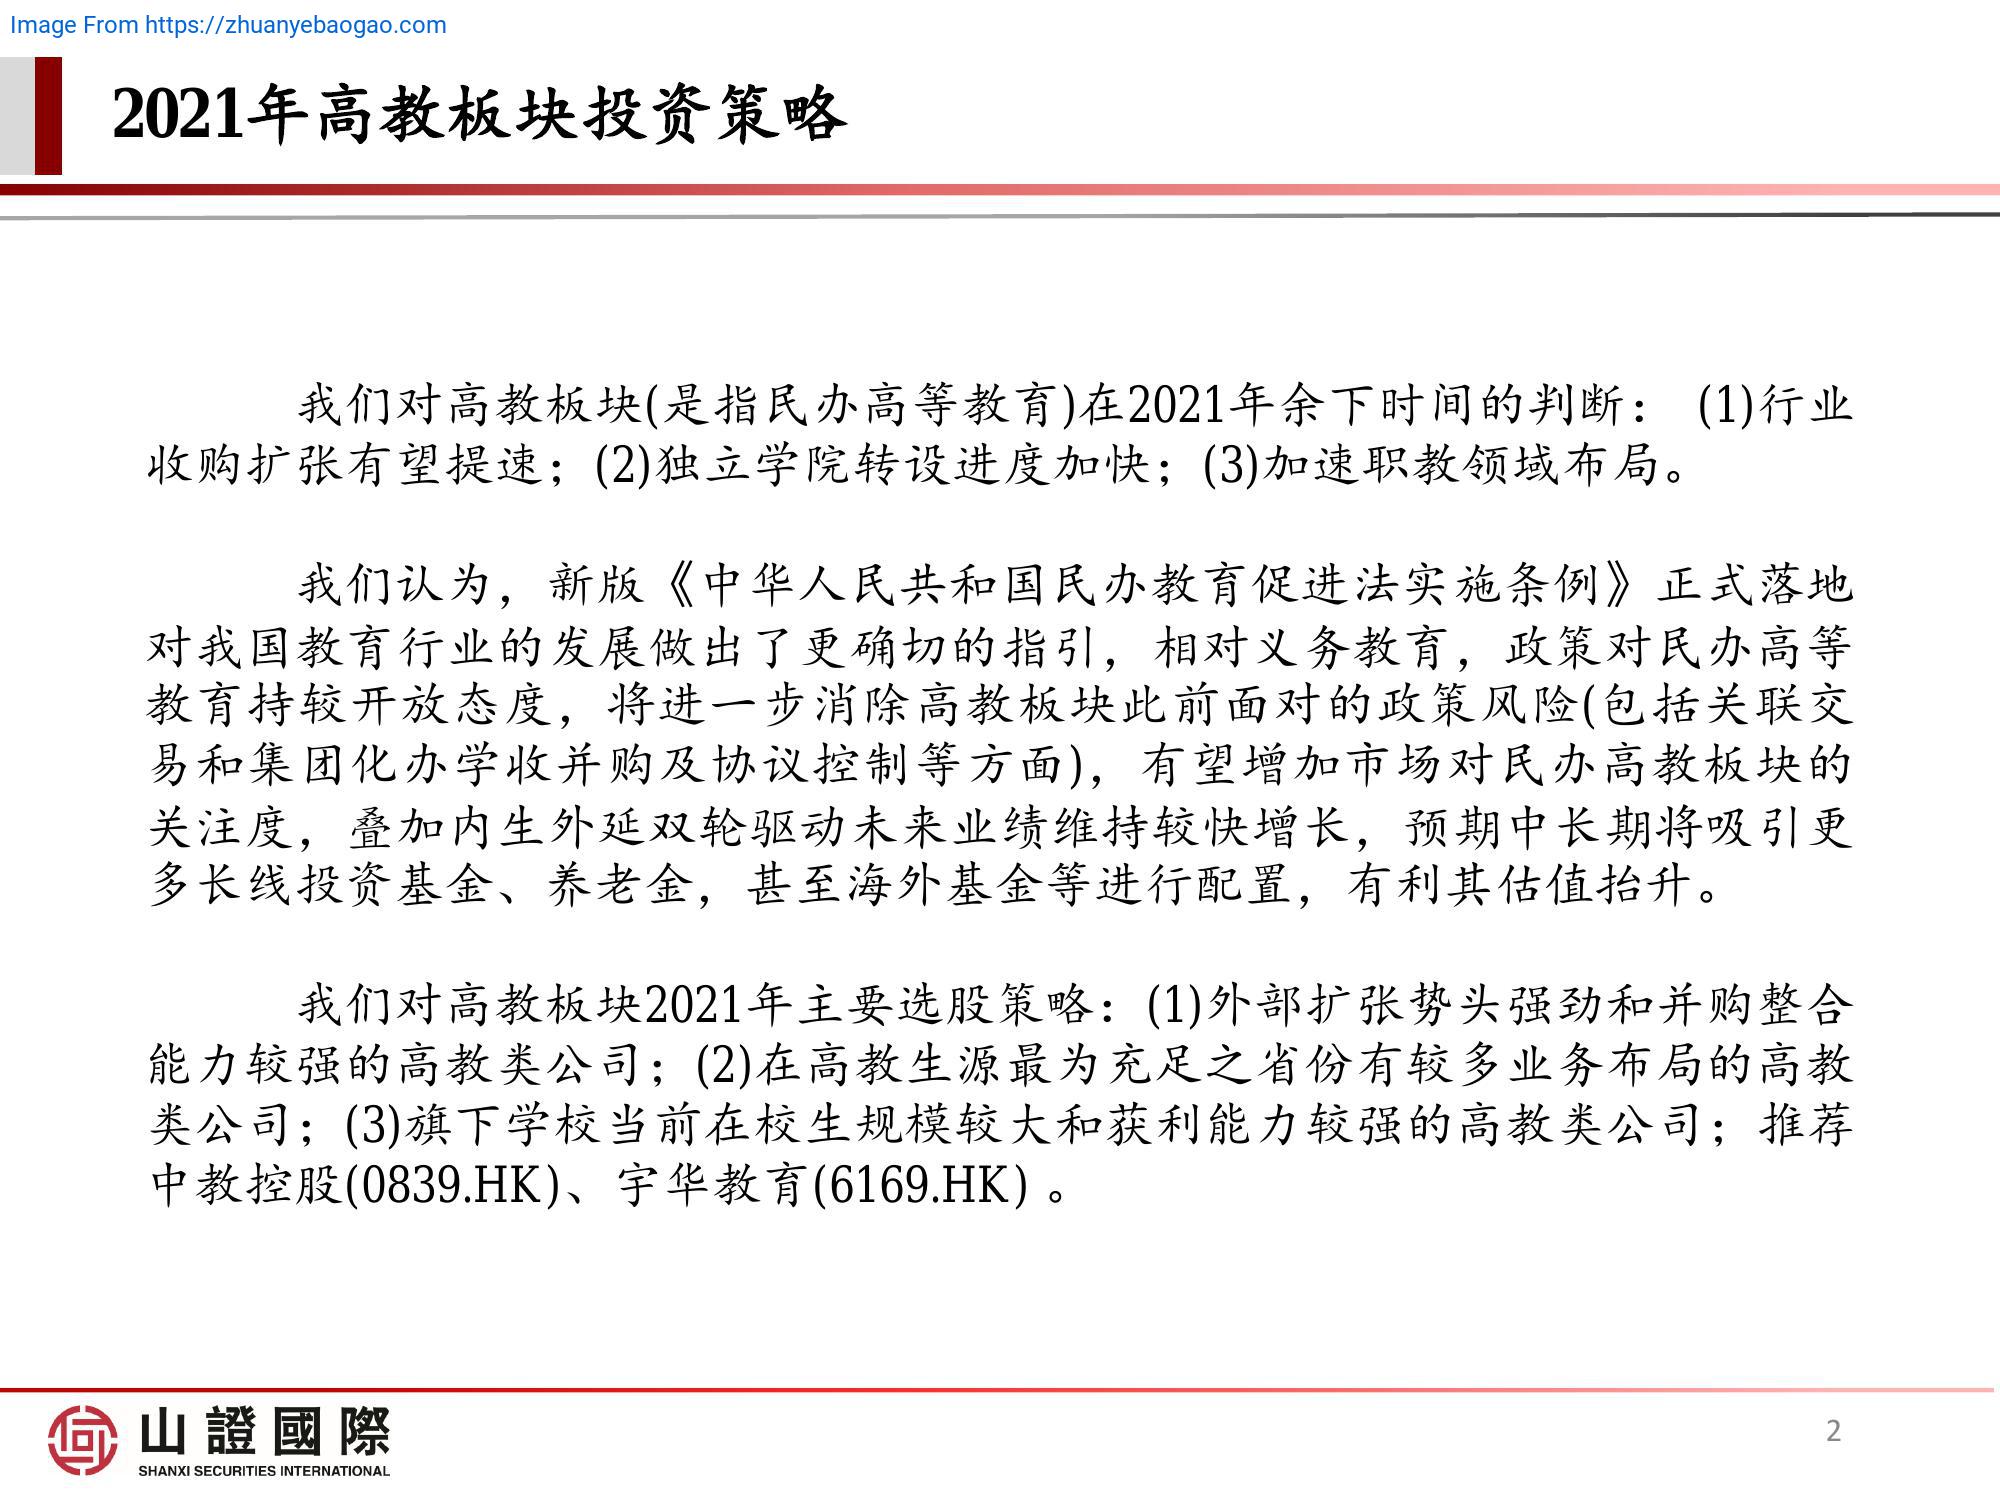 Image From https://zhuanyebaogao.com
2021年高教板块投资策略
我们对高教板块(是指民办高等教育)在2021年余下时间的判断： (1)行业
收购扩张有望提速；(2)独立学院转设进度加快；(3)加速职教领域布局。
我们认为，新版《中华人民共和国民办教育促进法实施条例》正式落地
对我国教育行业的发展做出了更确切的指引，相对义务教育，政策对民办高等
教育持较开放态度，将进一步消除高教板块此前面对的政策风险(包括关联交
易和集团化办学收并购及协议控制等方面)，有望增加市场对民办高教板块的
关注度，叠加内生外延双轮驱动未来业绩维持较快增长，预期中长期将吸引更
多长线投资基金、养老金，甚至海外基金等进行配置，有利其估值抬升。
我们对高教板块2021年主要选股策略：(1)外部扩张势头强劲和并购整合
能力较强的高教类公司；(2)在高教生源最为充足之省份有较多业务布局的高教
类公司；(3)旗下学校当前在校生规模较大和获利能力较强的高教类公司；推荐
中教控股(0839.HK)、宇华教育(6169.HK) 。
山證國際
SHANXI SECURITIES INTERNATIONAL
2